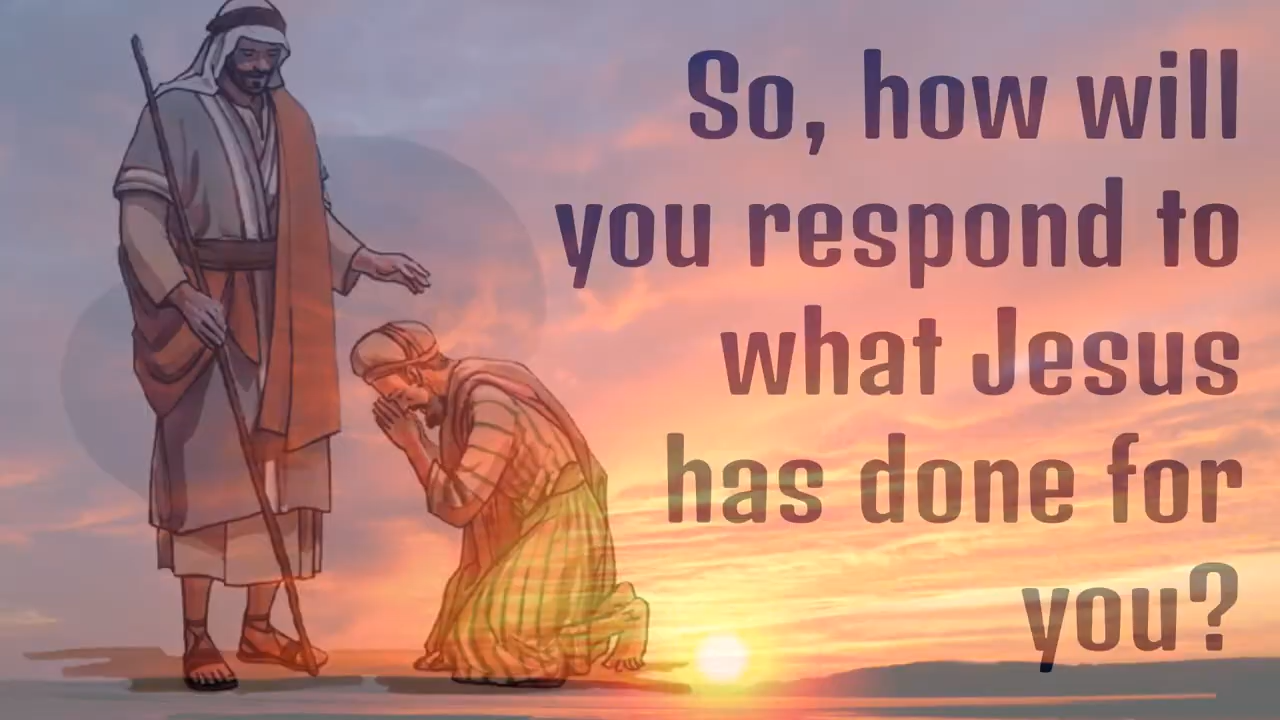 So, how will
you respond to
what Jesus
has done for
you?